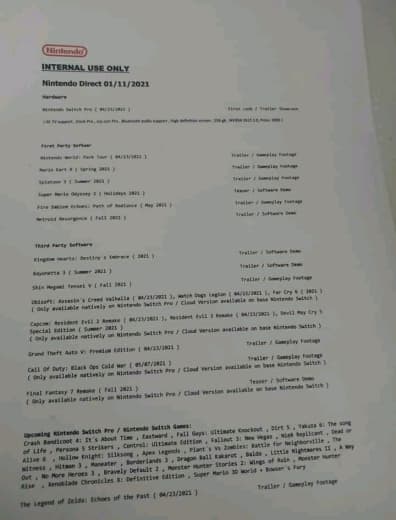 Nintendo
INTERNAL USE ONLY
Nintendo Direct 01/11/2021
Hardware
Nintendo Switch Pro ( 04/23/2021 ) First Look / Trailer Showcase
First Party Softwar
Nintendo World: Park Tour ( 04/23/2021 ) Trailer / Gameplay Footage
Mario Kart 9 ( Spring 2021 ) Trailer / Gameplay Footage
Splatoon 3 ( Summer 2021 ) Trailer / Gameplay Footage
Super Mario Odyssey 2 ( Holidays 2021 ) Teaser / Software Demo
Fire Emblem Echoes: Path of Radiance ( May 2021 ) Trailer / Gameplay Footage
Metroid Resurgence ( Fall 2021 ) Trailer / Software Demo
Third Party Software
Kingdom Hearts: Destiny's Embrace ( 2021 ) Trailer / Software Demo
Bayonetta 3 ( Summer 2021 ) Trailer / Software Demo
Shin Megami Tensei V ( Fall 2021 ) Trailer / Gameplay Footage
Ubisoft: Assasin's Creed Valhalla ( 04/23/2021 ), Watch Dogs Legion ( 04/23/2021 ), Far Cry 6 ( 2021 )
( Only available natively on Nintendo Switch Pro / Cloud Version available on base Nintendo Switch )
Capcom: Resident Evil 2 Remake ( 04/23/2021 ), Resident Evil 3 Remake ( 04/23/2021 ), Devil May Cry 5
Special Edition ( Summer 2021 )
( Only available natively on Nintendo Switch Pro / Cloud Version available on base Nintendo Switch )
Grand Theft Auto V: Premium Edition ( 04/23/2021 ) Trailer / Gameplay Footage
Call Of Duty: Black Ops Cold War ( 05/07/2021 ) Trailer / Gameplay Footage
( Only available natively on Nintendo Switch Pro / Cloud Version available on base Nintendo Switch )
Final Fantasy 7 Remake ( Fall 2021 ) Teaser / Software Demo
( Only available natively on Nintendo Switch Pro / Cloud Version available on base Nintendo Switch )
Upcoming Nintendo Switch Pro / Nintendo Switch Games:
Crash Bandicoot 4: It's About Time , Eastward , Fall Guys: Ultimate Knockout , Dirt 5 , Yakuza 6: The Song
of Life , Persona 5 Strikers , Control: Ultimate Edition , Fallout 3: New Vegas , NieR Replicant , Dead or
Alive 6 , Hollow Knight: Silksong , Apex Legends , Plant's Vs Zombies: Battle for Neighborville , The
Witness , Hitman 3 , Maneater , Borderlands 3 , Dragon Ball Kakarot , Baldo , Little Nightmares II , A Way
Out , No More Heroes 3 , Bravely Default 2 , Monster Hunter Stories 2: Wings of Ruin , Monster Hunter
Rise , Xenoblade Chronicles X: Definitive Edition , Super Mario 3D World + Bowser's Fury
The Legend of Zelda: Echoes of the Past ( 04/23/2021 ) Trailer / Gameplay Footage